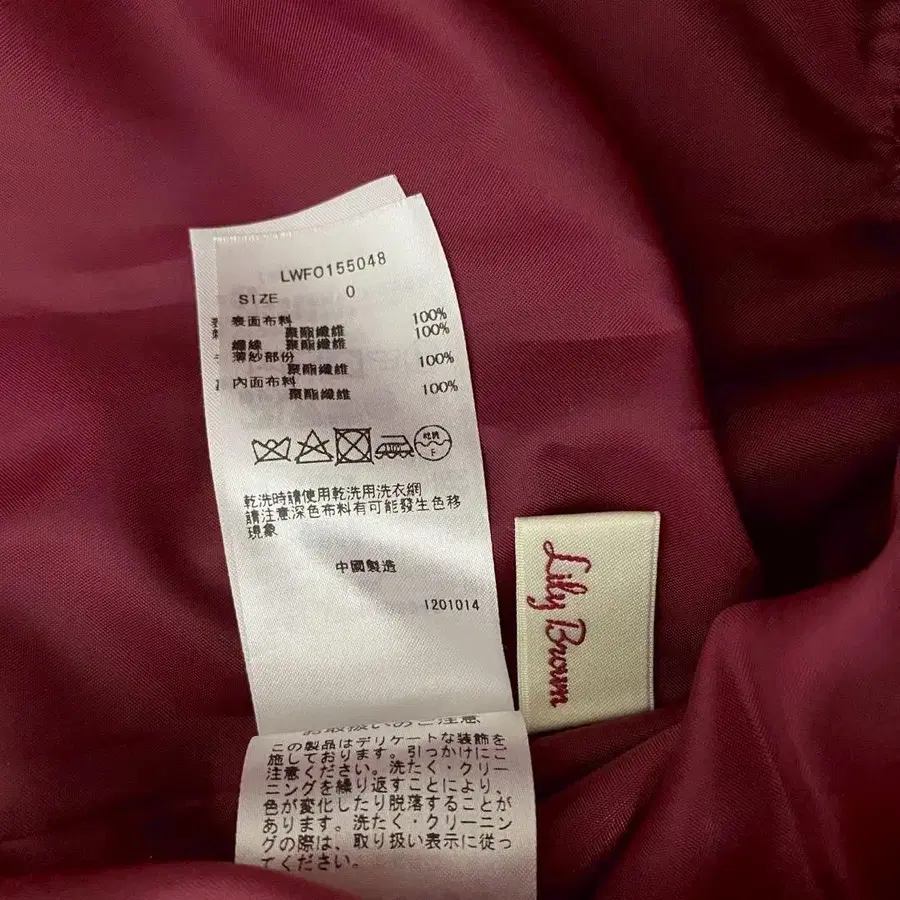 LWFO155048
SIZE 0
表面布料 100%
聚酯纖維 100%
繡線 聚酯纖維
薄紗部份 100%
聚酯纖維
內面布料 100%
聚酯纖維
F
乾洗時請使用乾洗用洗衣網
請注意深色布料有可能發生色移
現象
中國製造
1201014
Lily Brown
お取扱いのご注意
この製品はデリケートな装飾を
施しております。引っかけにご
注意ください。洗たく・クリー
ニングを繰り返すことにより、
色が変化したり脱落することが
あります。洗たく・クリーニン
グの際は、取り扱い表示に従っ
てください。